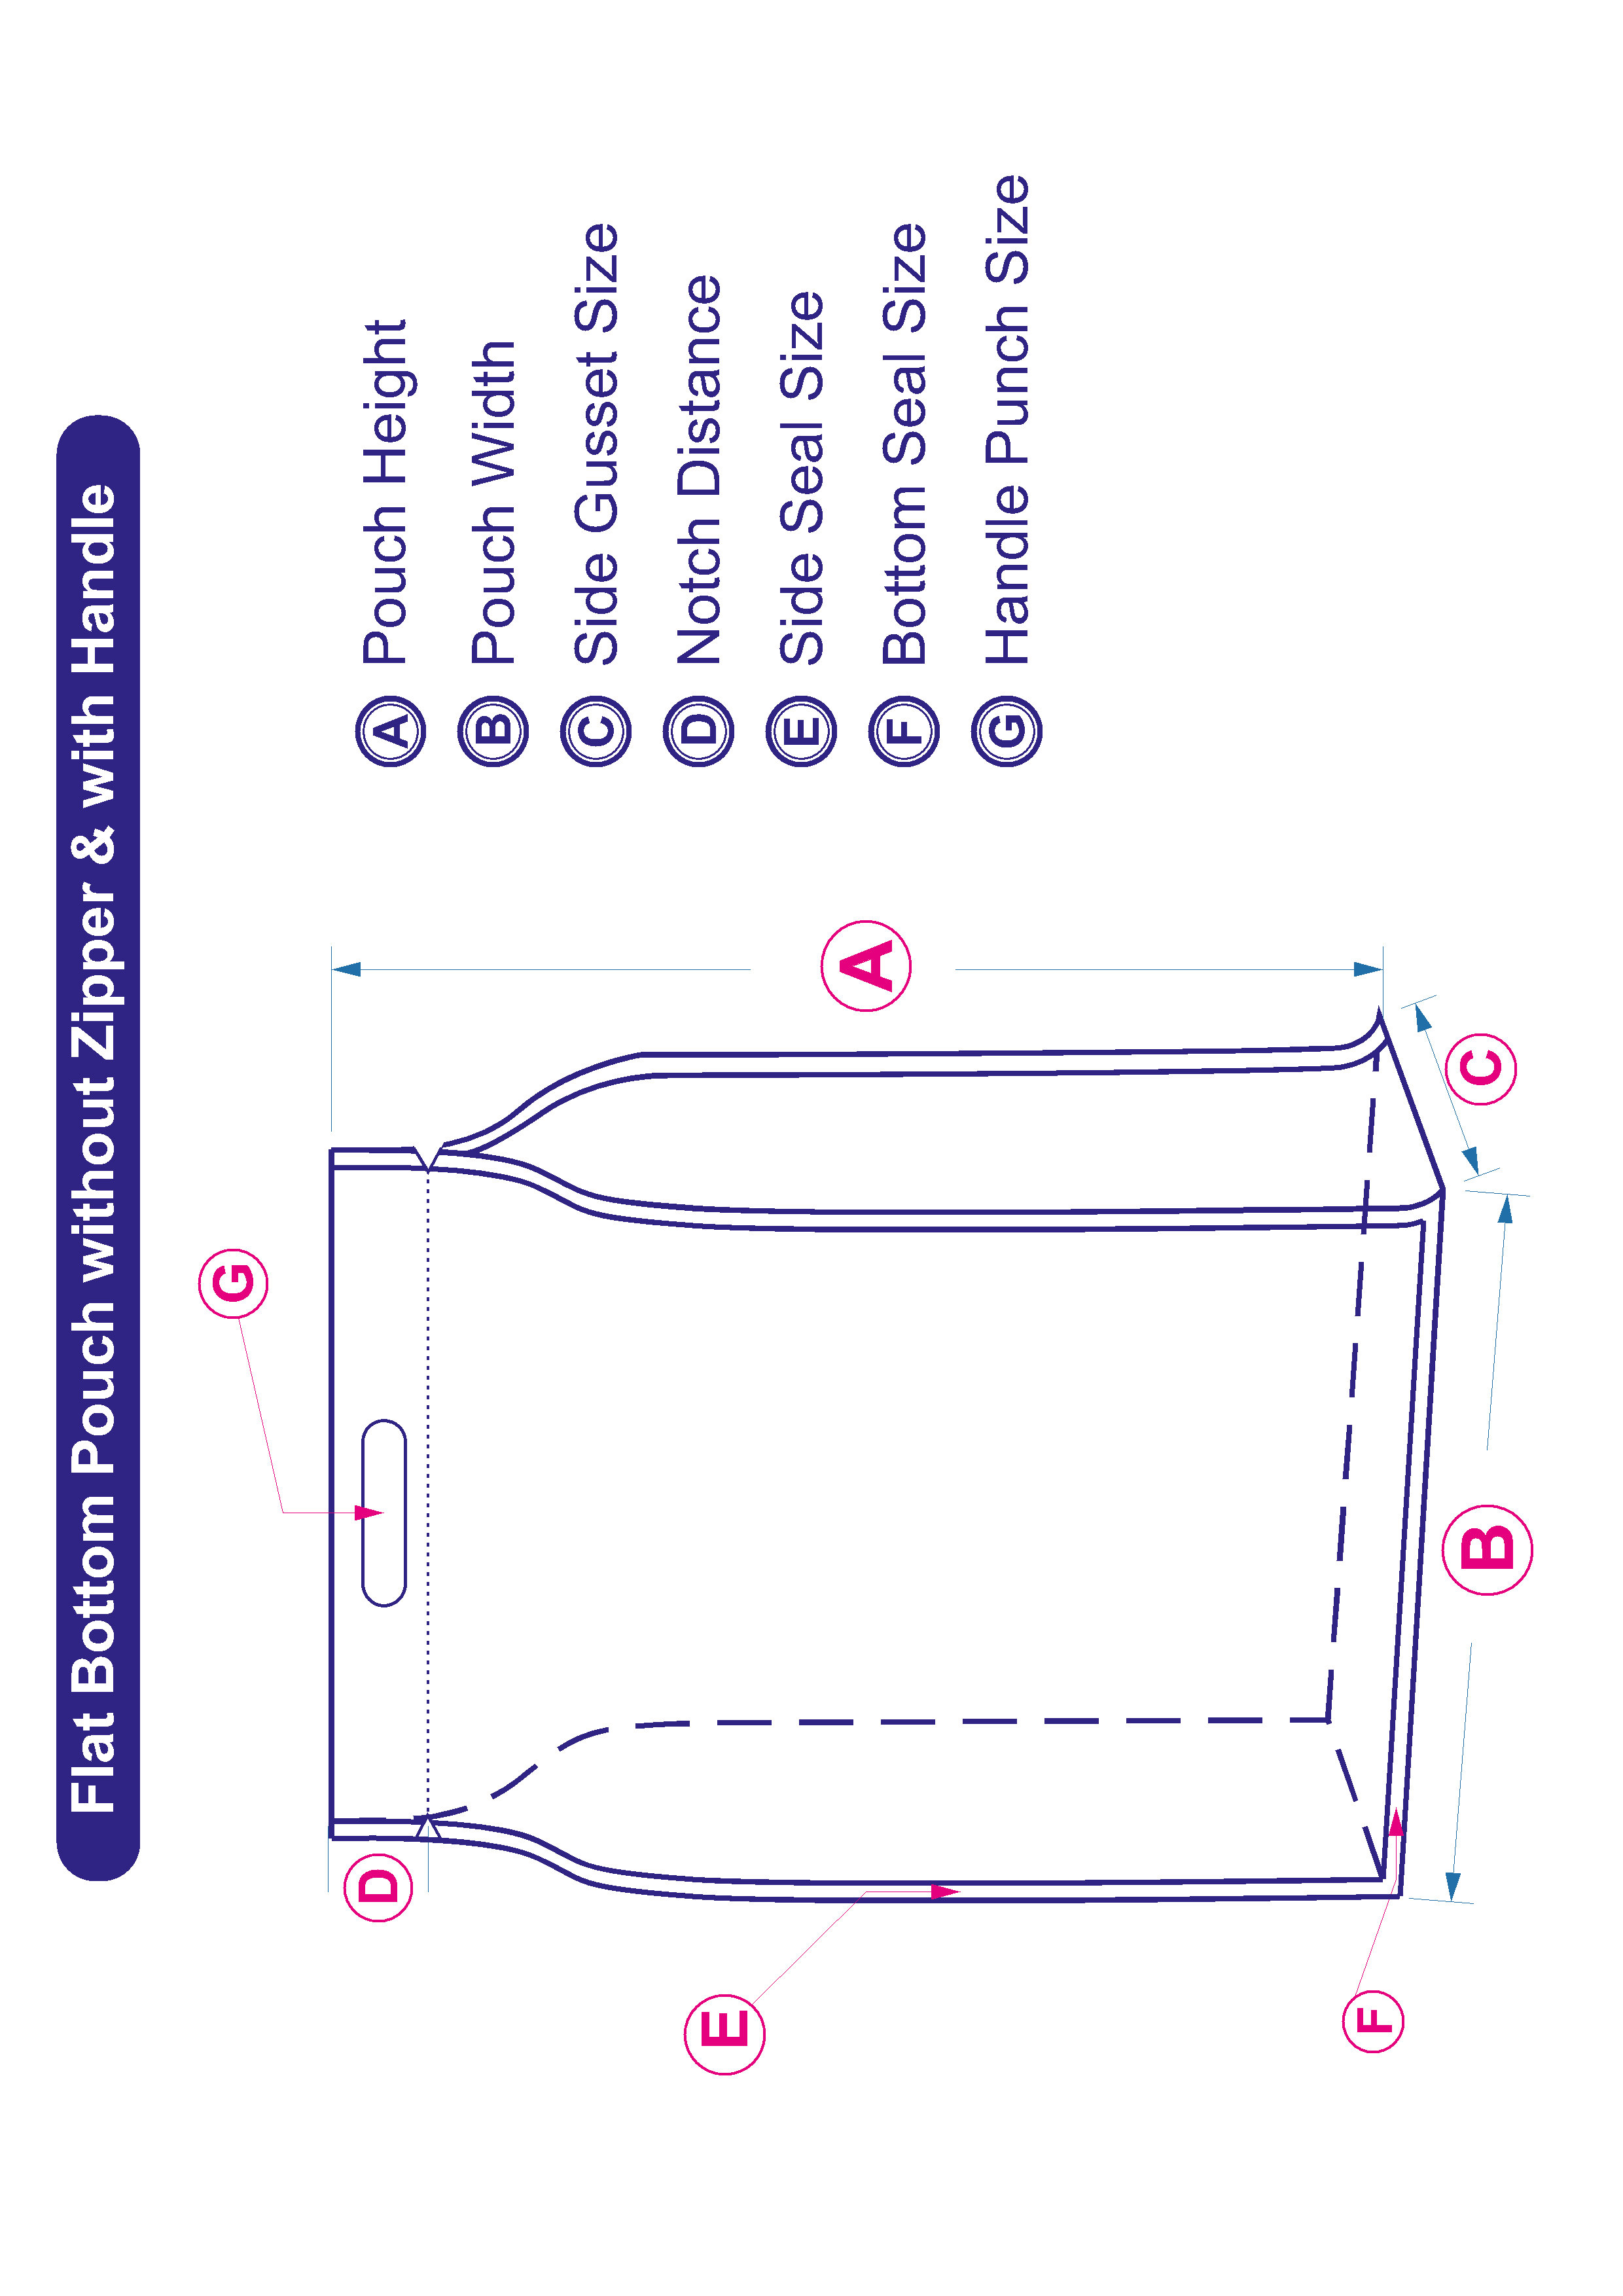 Flat Bottom Pouch without Zipper & with Handle
G
D
E
A
F
B
C
A Pouch Height
B Pouch Width
C Side Gusset Size
D Notch Distance
E Side Seal Size
F Bottom Seal Size
G Handle Punch Size